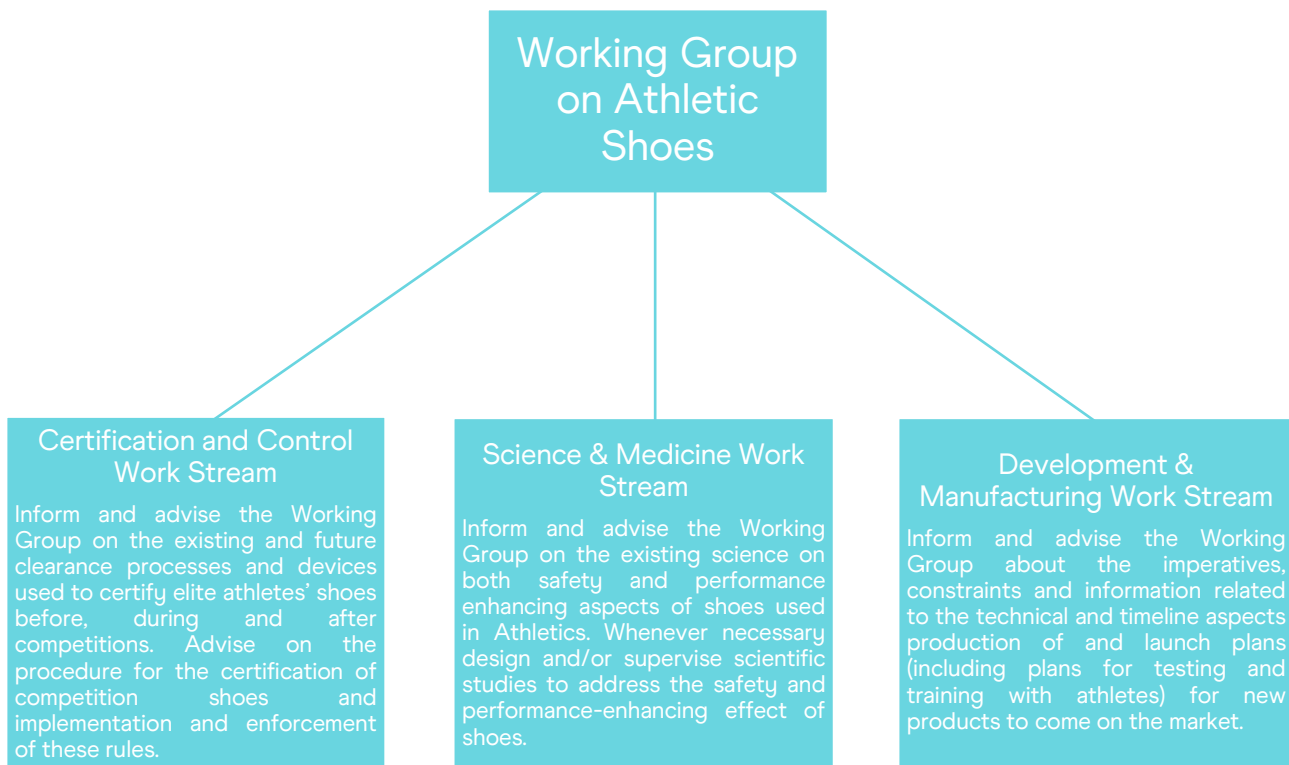 Working Group
on Athletic
Shoes
Certification and Control
Work Stream
Inform and advise the Working
Group on the existing and future
clearance processes and devices
used to certify elite athletes' shoes
before, during and after
competitions. Advise on the
procedure for the certification of
competition shoes and
implementation and enforcement
of these rules.
Science & Medicine Work
Stream
Inform and advise the Working
Group on the existing science on
both safety and performance
enhancing aspects of shoes used
in Athletics. Whenever necessary
design and/or supervise scientific
studies to address the safety and
performance-enhancing effect of
shoes.
Development &
Manufacturing Work Stream
Inform and advise the Working
Group about the imperatives,
constraints and information related
to the technical and timeline aspects
production of and launch plans
(including plans for testing and
training with athletes) for new
products to come on the market.